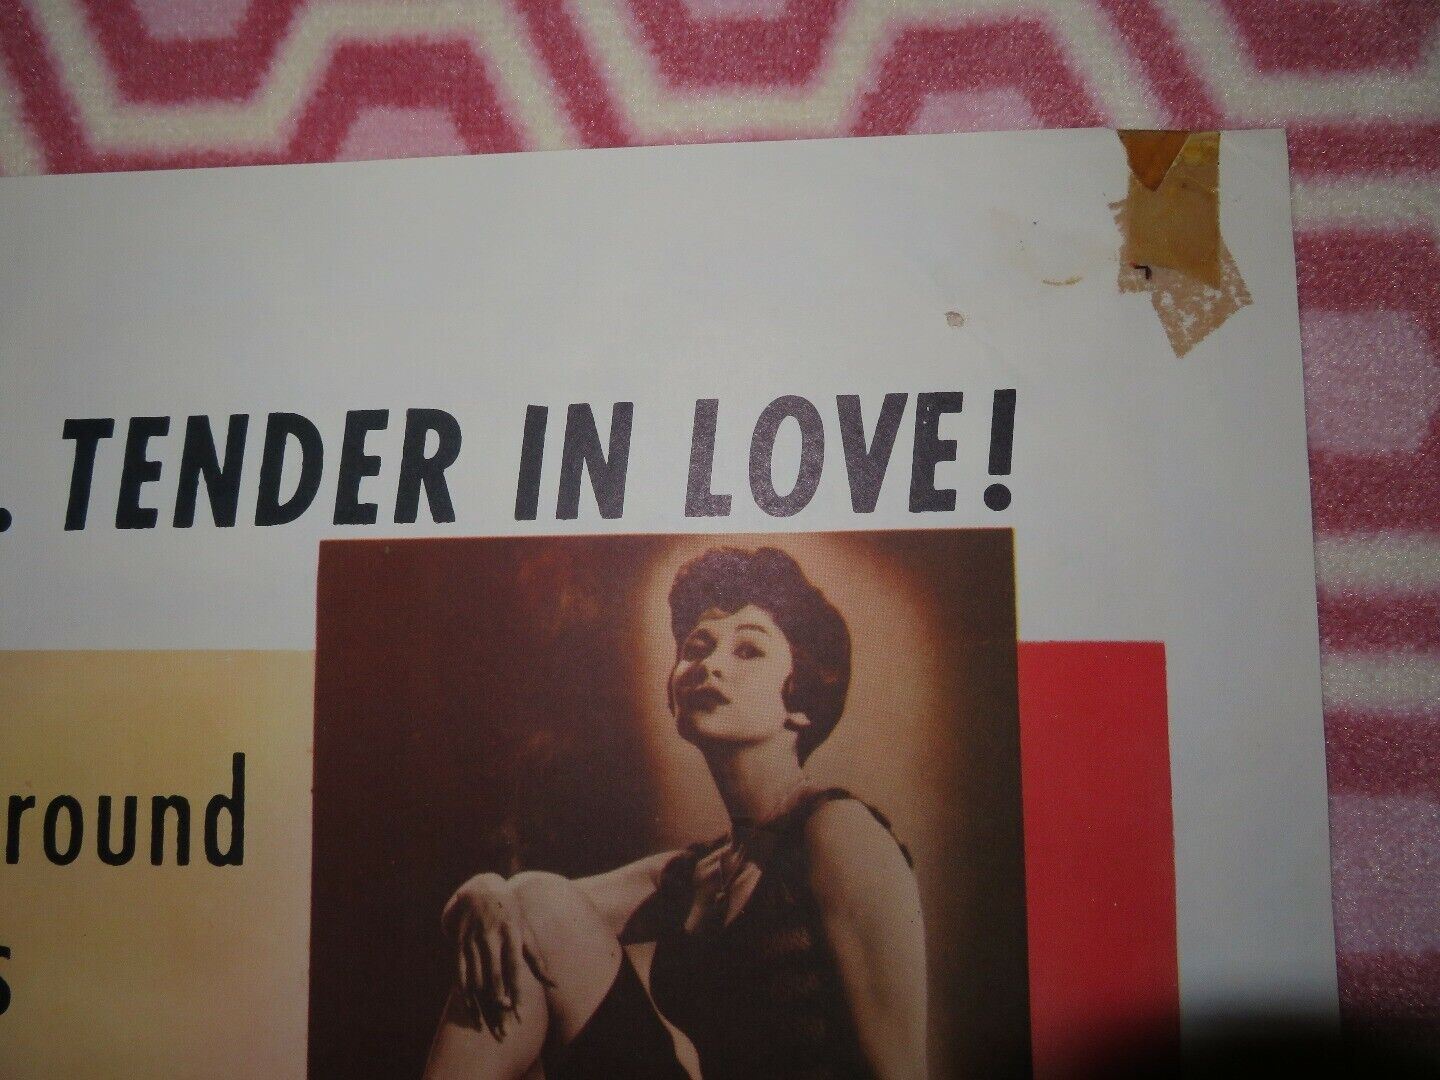 . TENDER IN LOVE!
round
s